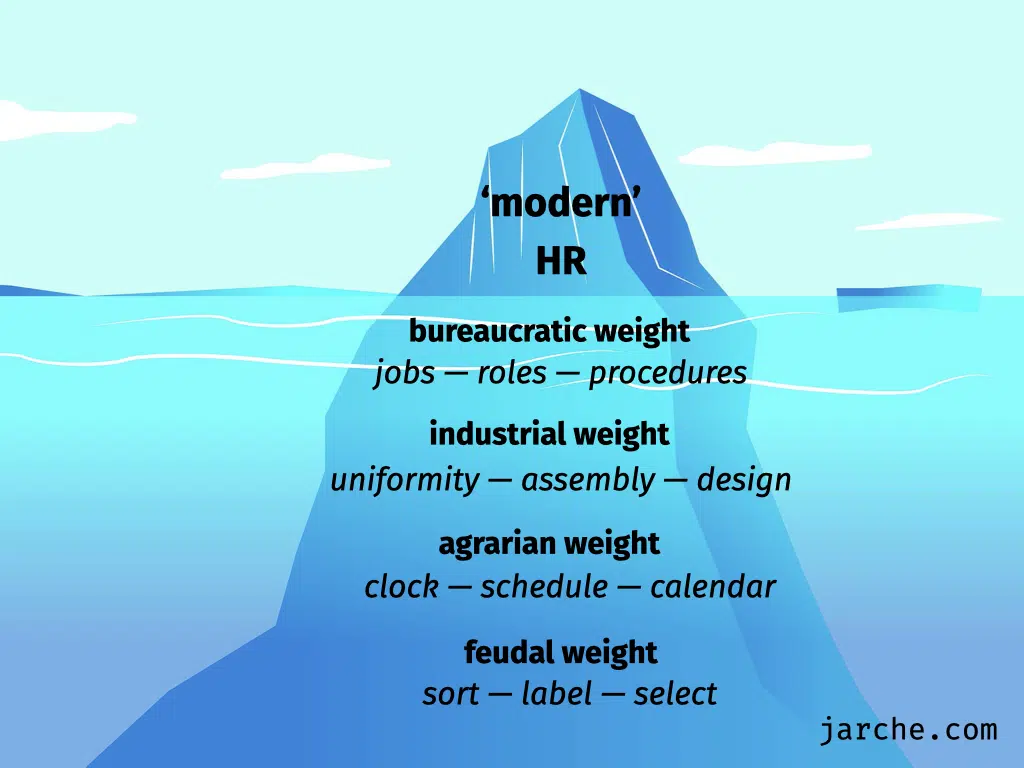 ‘modern’
HR
bureaucratic weight
jobs — roles — procedures
industrial weight
uniformity — assembly — design
agrarian weight
clock — schedule — calendar
feudal weight
sort — label — select
jarche.com